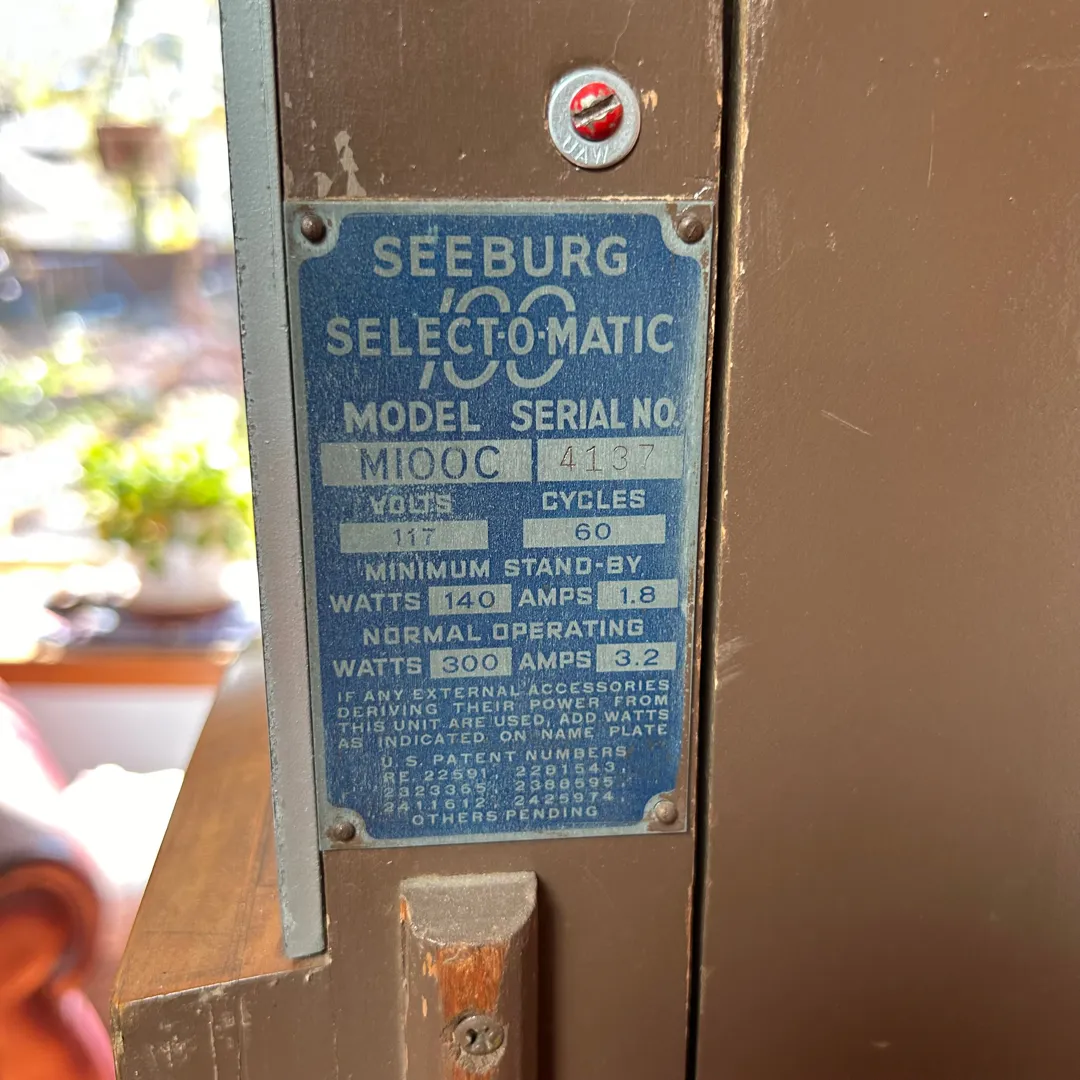 UAW
SEEBURG
100
SELECT-O-MATIC
MODEL SERIAL NO.
M100C 4137
VOLTS CYCLES
117 60
MINIMUM STAND-BY
WATTS 140 AMPS 1.8
NORMAL OPERATING
WATTS 300 AMPS 3.2
IF ANY EXTERNAL ACCESSORIES
DERIVING THEIR POWER FROM
THIS UNIT ARE USED, ADD WATTS
AS INDICATED ON NAME PLATE
U.S. PATENT NUMBERS
RE. 22591, 2281543,
2323365, 2388695,
2411612, 2425974,
OTHERS PENDING